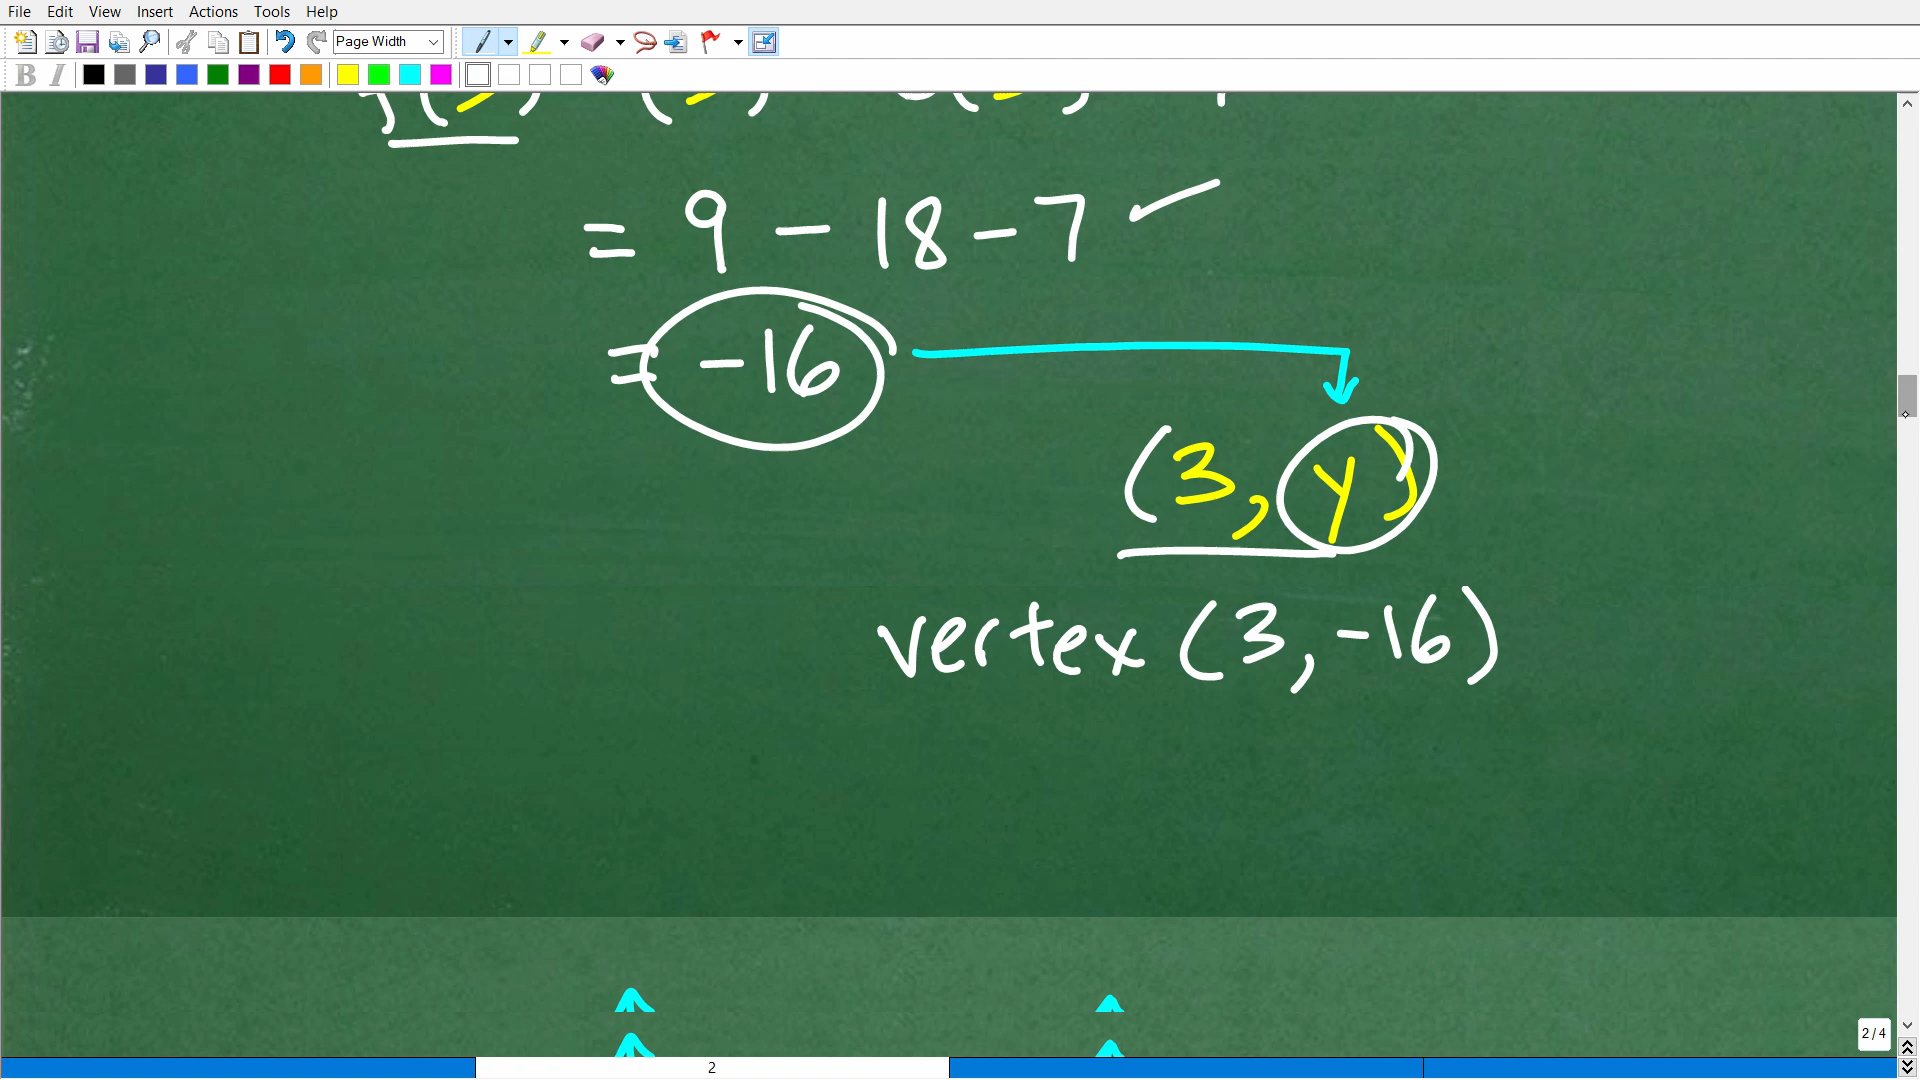 File Edit View Insert Actions Tools Help
Page Width
B I
= 9 - 18 - 7
= -16
(3, y)
vertex (3, -16)
2 / 4
2